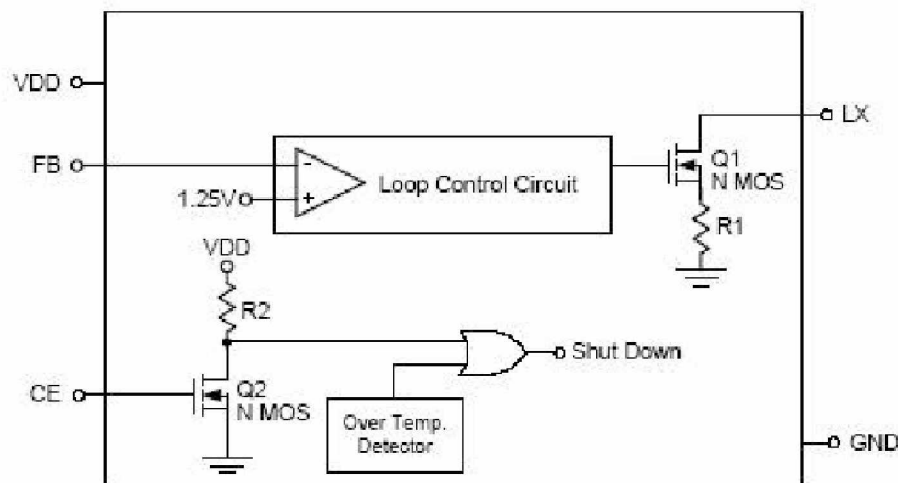 VDD
LX
FB
-
Q1
N MOS
Loop Control Circuit
1.25V
+
R1
VDD
R2
Shut Down
CE
Q2
N MOS
Over Temp.
Detector
GND